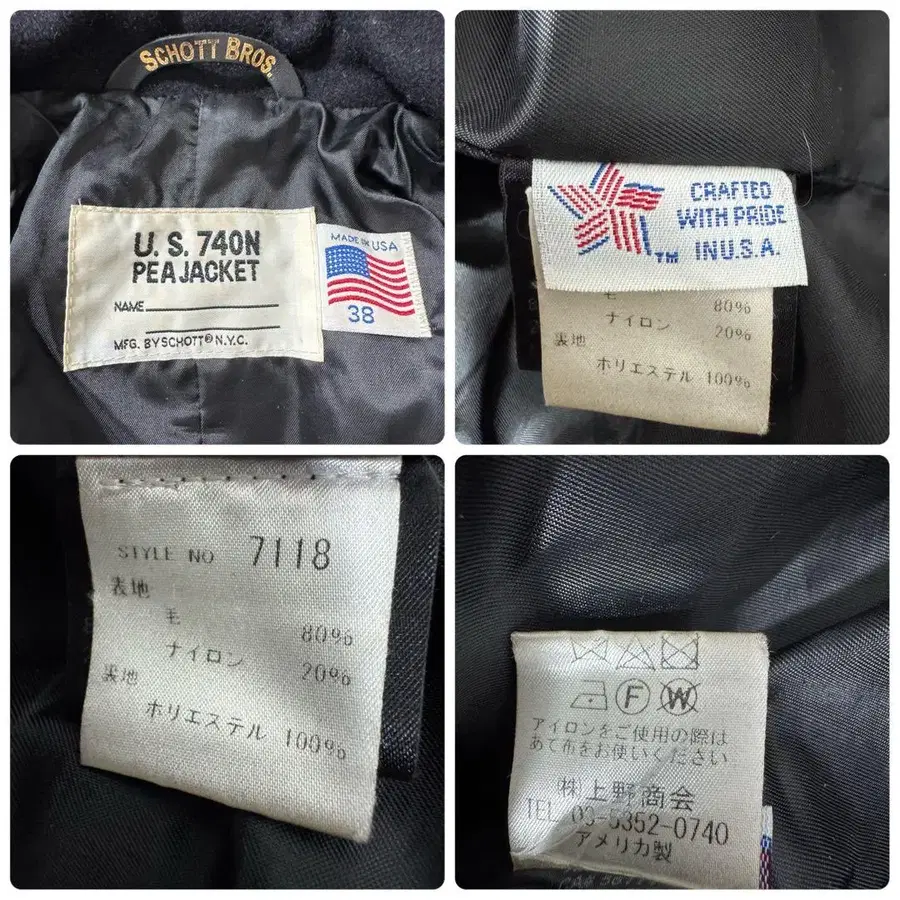 SCHOTT BROS.
U.S. 740N
PEA JACKET
NAME
MFG. BY SCHOTT® N.Y.C.
MADE IN USA
38
CRAFTED
WITH PRIDE
IN U.S.A.
TM
毛 80%
ナイロン 20%
裏地
ポリエステル 100%
STYLE NO 7118
表地
毛 80%
ナイロン 20%
裏地
ポリエステル 100%
F W
アイロンをご使用の際は
あて布をお使いください
㈱上野商会
TEL 03-5352-0740
アメリカ製